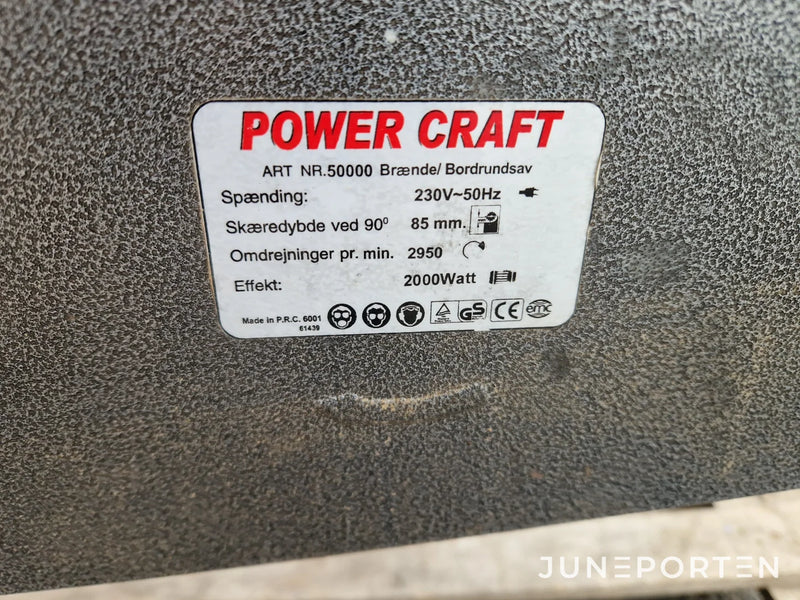 POWER CRAFT
ART NR.50000 Brænde/ Bordrundsav
Spænding: 230V~50Hz
Skæredybde ved 90⁰ 85 mm.
Omdrejninger pr. min. 2950
Effekt: 2000Watt
Made in P.R.C. 6001
61439
GS CE emc
JUNEPORTEN